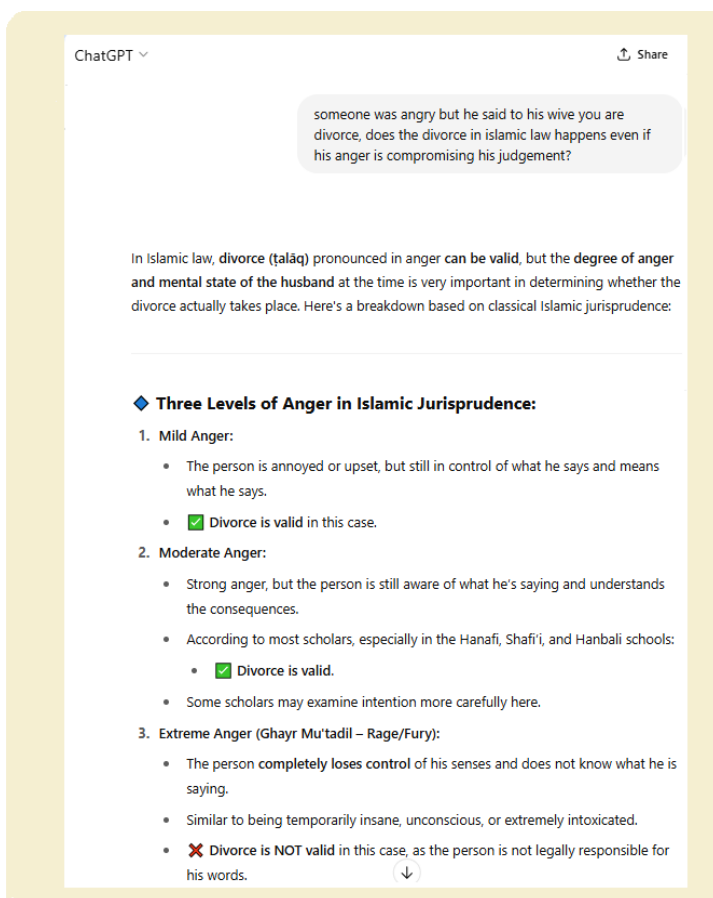 ChatGPT
Share
someone was angry but he said to his wive you are
divorce, does the divorce in islamic law happens even if
his anger is compromising his judgement?
In Islamic law, divorce (ṭalāq) pronounced in anger can be valid, but the degree of anger
and mental state of the husband at the time is very important in determining whether the
divorce actually takes place. Here's a breakdown based on classical Islamic jurisprudence:
🔷 Three Levels of Anger in Islamic Jurisprudence:
1. Mild Anger:
• The person is annoyed or upset, but still in control of what he says and means
what he says.
• ✅ Divorce is valid in this case.
2. Moderate Anger:
• Strong anger, but the person is still aware of what he's saying and understands
the consequences.
• According to most scholars, especially in the Hanafi, Shafi'i, and Hanbali schools:
• ✅ Divorce is valid.
• Some scholars may examine intention more carefully here.
3. Extreme Anger (Ghayr Mu'tadil – Rage/Fury):
• The person completely loses control of his senses and does not know what he is
saying.
• Similar to being temporarily insane, unconscious, or extremely intoxicated.
• ❌ Divorce is NOT valid in this case, as the person is not legally responsible for
his words.